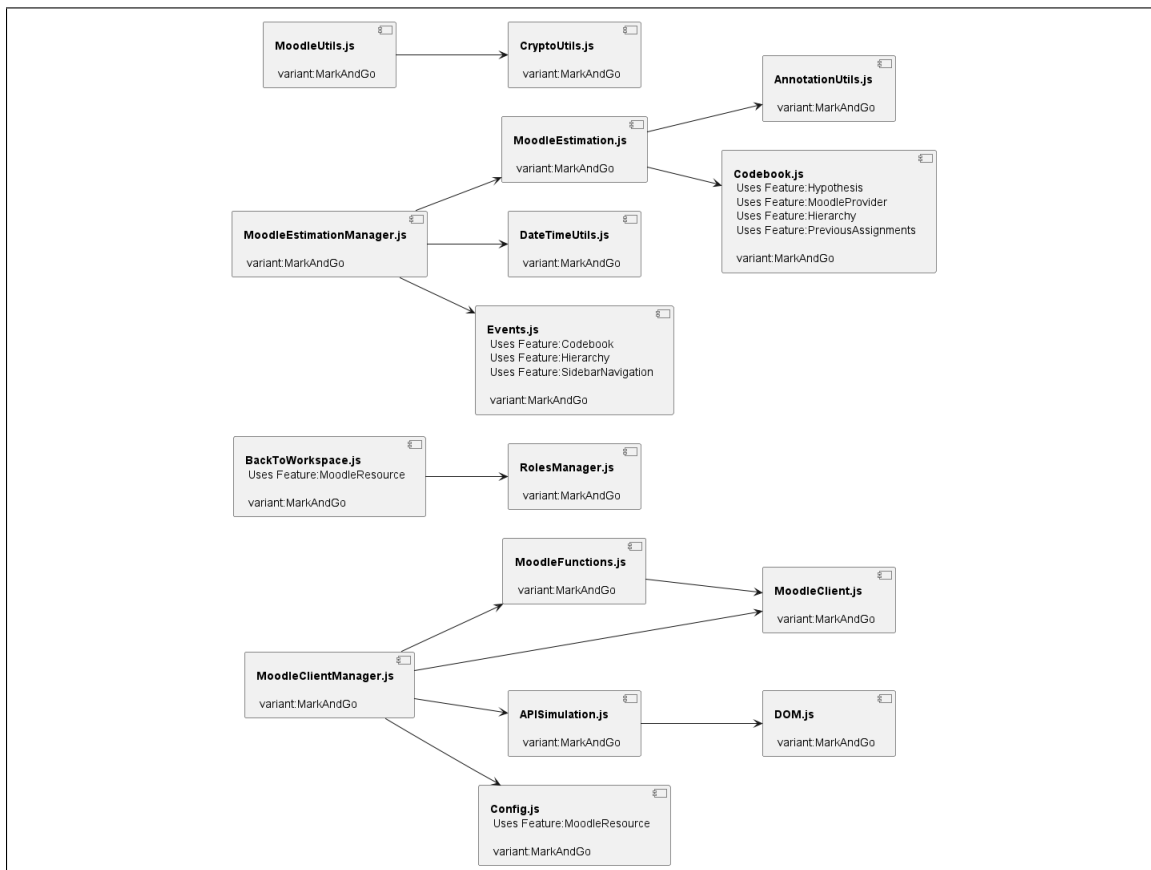 MoodleUtils.js
variant:MarkAndGo
CryptoUtils.js
variant:MarkAndGo
AnnotationUtils.js
variant:MarkAndGo
MoodleEstimation.js
variant:MarkAndGo
Codebook.js
Uses Feature:Hypothesis
Uses Feature:MoodleProvider
Uses Feature:Hierarchy
Uses Feature:PreviousAssignments
variant:MarkAndGo
MoodleEstimationManager.js
variant:MarkAndGo
DateTimeUtils.js
variant:MarkAndGo
Events.js
Uses Feature:Codebook
Uses Feature:Hierarchy
Uses Feature:SidebarNavigation
variant:MarkAndGo
BackToWorkspace.js
Uses Feature:MoodleResource
variant:MarkAndGo
RolesManager.js
variant:MarkAndGo
MoodleFunctions.js
variant:MarkAndGo
MoodleClient.js
variant:MarkAndGo
MoodleClientManager.js
variant:MarkAndGo
APISimulation.js
variant:MarkAndGo
DOM.js
variant:MarkAndGo
Config.js
Uses Feature:MoodleResource
variant:MarkAndGo